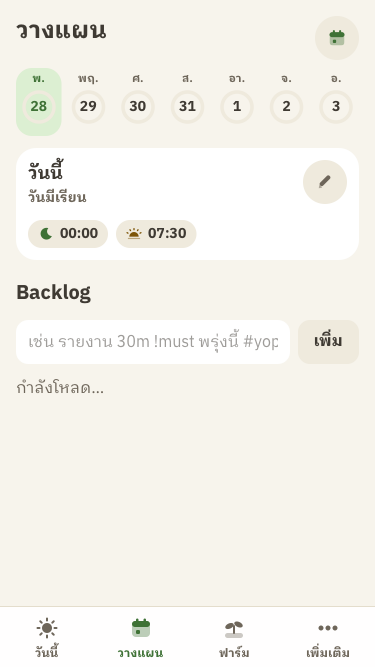 วางแผน
พ. พฤ. ศ. ส. อา. จ. อ.
28 29 30 31 1 2 3
วันนี้
วันมีเรียน
00:00 07:30
Backlog
เช่น รายงาน 30m !must พรุ่งนี้ #yop เพิ่ม
กำลังโหลด...
วันนี้ วางแผน ฟาร์ม เพิ่มเติม